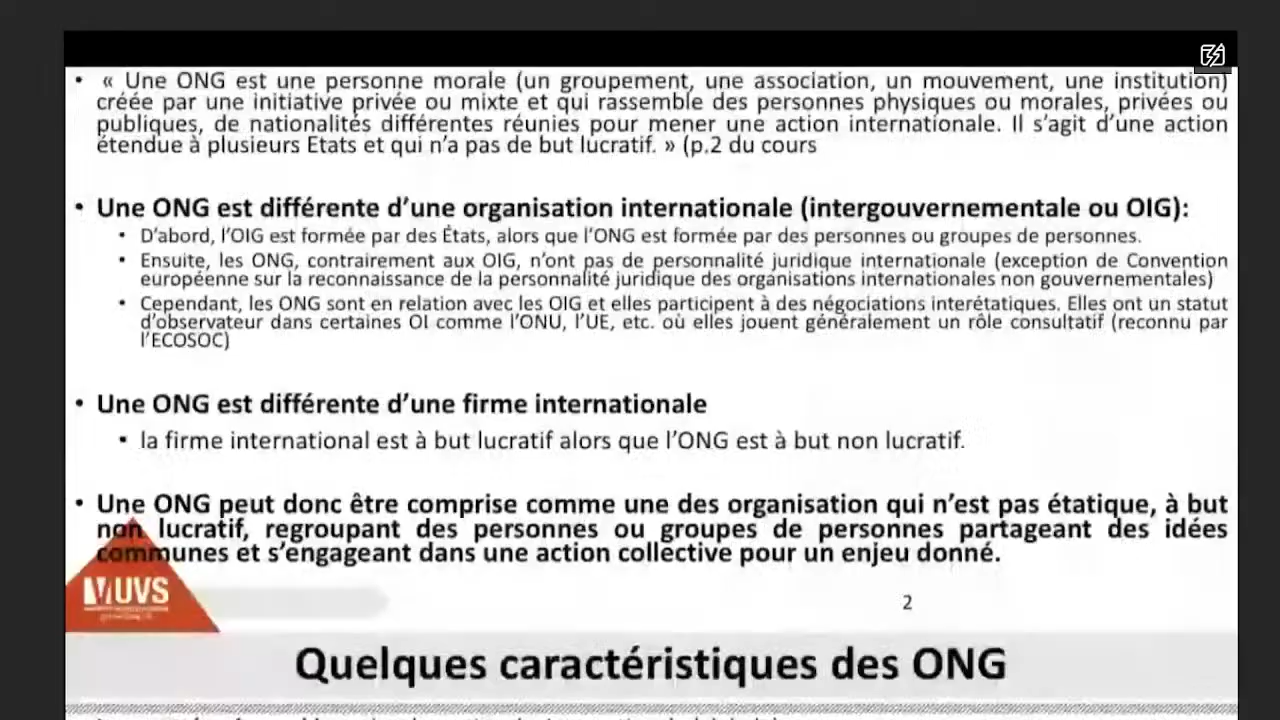 • « Une ONG est une personne morale (un groupement, une association, un mouvement, une institution)
créée par une initiative privée ou mixte et qui rassemble des personnes physiques ou morales, privées ou
publiques, de nationalités différentes réunies pour mener une action internationale. Il s’agit d’une action
étendue à plusieurs Etats et qui n’a pas de but lucratif. » (p.2 du cours
• Une ONG est différente d’une organisation internationale (intergouvernementale ou OIG):
• D’abord, l’OIG est formée par des États, alors que l’ONG est formée par des personnes ou groupes de personnes.
• Ensuite, les ONG, contrairement aux OIG, n’ont pas de personnalité juridique internationale (exception de Convention
européenne sur la reconnaissance de la personnalité juridique des organisations internationales non gouvernementales)
• Cependant, les ONG sont en relation avec les OIG et elles participent à des négociations interétatiques. Elles ont un statut
d’observateur dans certaines OI comme l’ONU, l’UE, etc. où elles jouent généralement un rôle consultatif (reconnu par
l’ECOSOC)
• Une ONG est différente d’une firme internationale
• la firme international est à but lucratif alors que l’ONG est à but non lucratif.
• Une ONG peut donc être comprise comme une des organisation qui n’est pas étatique, à but
non lucratif, regroupant des personnes ou groupes de personnes partageant des idées
communes et s’engageant dans une action collective pour un enjeu donné.
UVS
2
Quelques caractéristiques des ONG